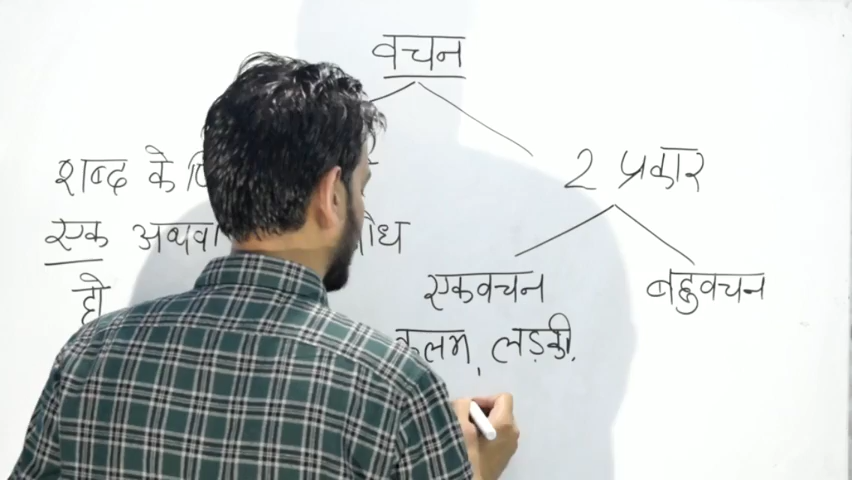 वचन
शब्द के
2 प्रकार
एक अथवा
हो
एकवचन
बहुवचन
कलम, लड़की,